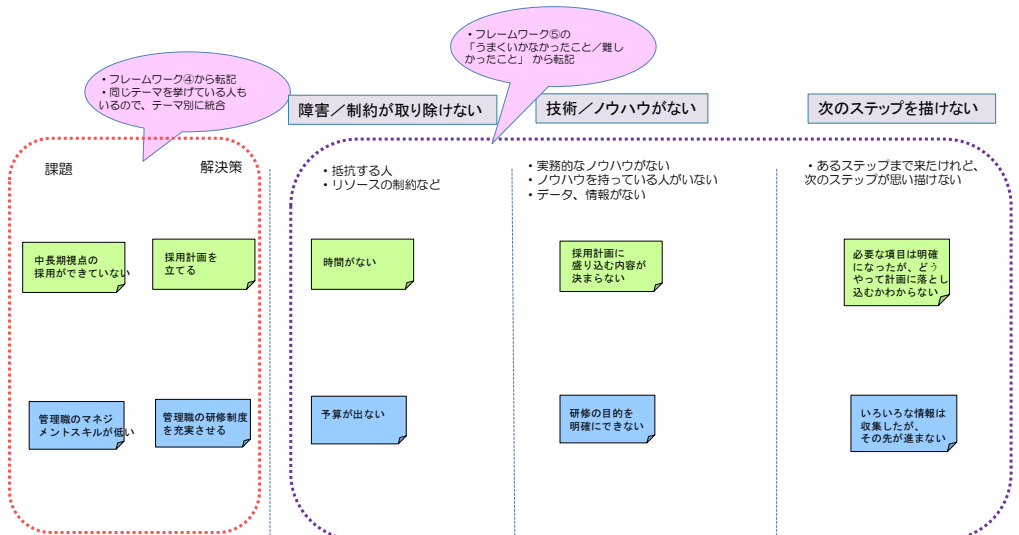 ・フレームワーク⑤の
「うまくいかなかったこと／難し
かったこと」 から転記
・フレームワーク④から転記
・同じテーマを挙げている人も
いるので、テーマ別に統合
障害／制約が取り除けない
技術／ノウハウがない
次のステップを描けない
課題
解決策
・抵抗する人
・リソースの制約など
・実務的なノウハウがない
・ノウハウを持っている人がいない
・データ、情報がない
・あるステップまで来たけれど、
次のステップが思い描けない
中長期視点の
採用ができていない
採用計画を
立てる
時間がない
採用計画に
盛り込む内容が
決まらない
必要な項目は明確
になったが、どう
やって計画に落とし
込むかわからない
管理職のマネジ
メントスキルが低い
管理職の研修制度
を充実させる
予算が出ない
研修の目的を
明確にできない
いろいろな情報は
収集したが、
その先が進まない